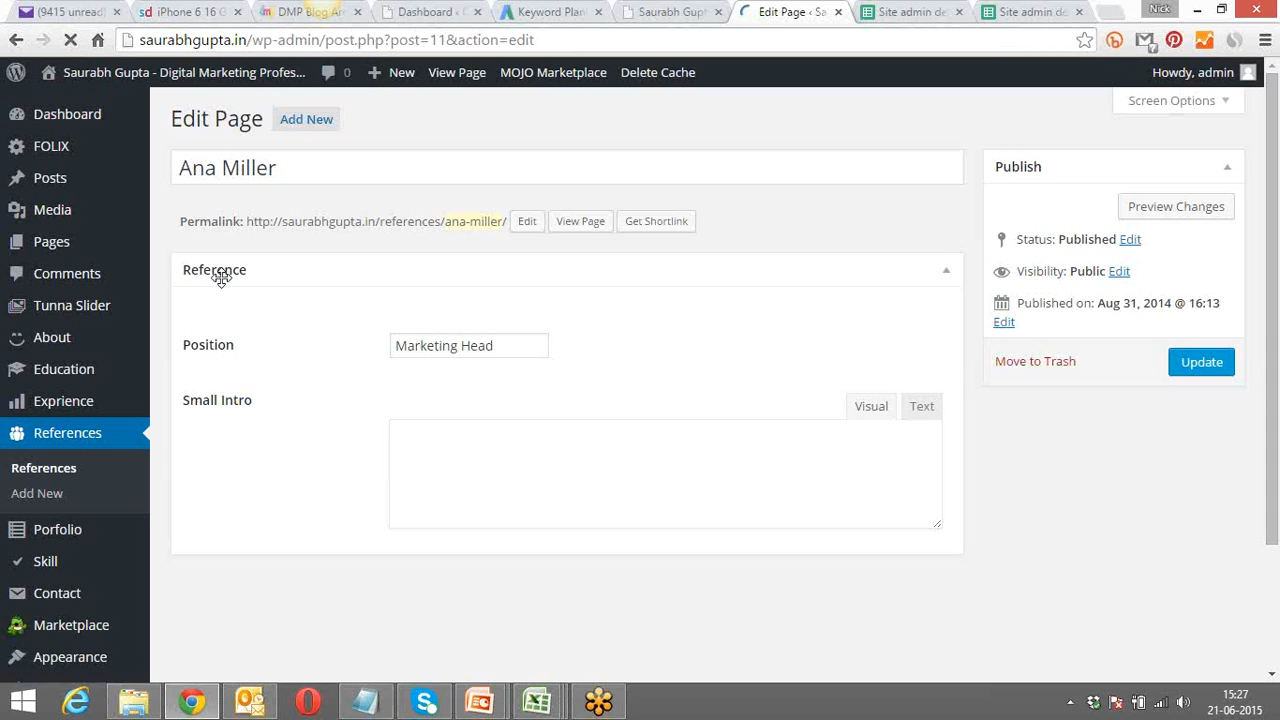 (9415 unread)
iPhone 6 16 G
DMP Blog An
Dashboard ‹
Keyword Plan
Saurabh Gupt
Edit Page ‹ Sa
Site admin de
Site admin de
Nick
saurabhgupta.in/wp-admin/post.php?post=11&action=edit
Saurabh Gupta - Digital Marketing Profes...
0
New
View Page
MOJO Marketplace
Delete Cache
Howdy, admin
Dashboard
FOLIX
Posts
Media
Pages
Comments
Tunna Slider
About
Education
Exprience
References
References
Add New
Porfolio
Skill
Contact
Marketplace
Appearance
Screen Options
Edit Page
Add New
Ana Miller
Permalink: http://saurabhgupta.in/references/ana-miller/
Edit
View Page
Get Shortlink
Reference
Position
Marketing Head
Small Intro
Visual
Text
Publish
Preview Changes
Status: Published Edit
Visibility: Public Edit
Published on: Aug 31, 2014 @ 16:13
Edit
Move to Trash
Update
15:27
21-06-2015